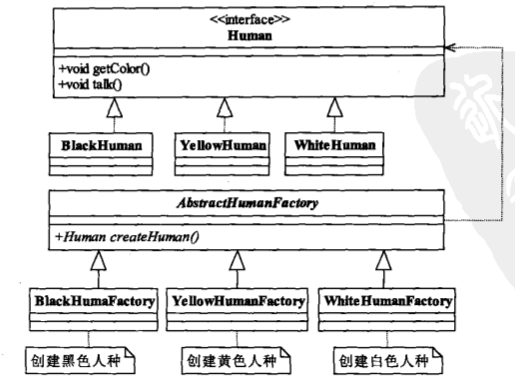 <<interface>>
Human
+void getColor()
+void talk()
BlackHuman
YellowHuman
WhiteHuman
AbstractHumanFactory
+Human createHuman()
BlackHumaFactory
YellowHumanFactory
WhiteHumanFactory
创建黑色人种
创建黄色人种
创建白色人种